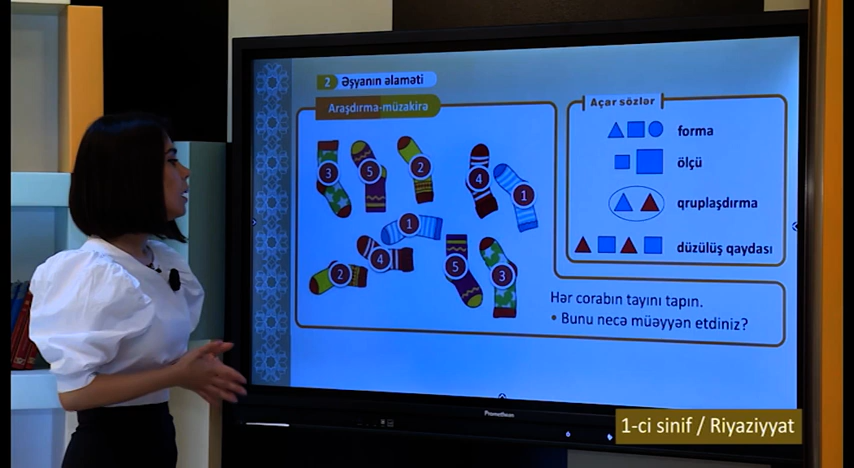 2 Əşyanın əlaməti
Araşdırma-müzakirə
Açar sözlər
forma
ölçü
qruplaşdırma
düzülüş qaydası
3 5 2 4 1
1
4
2 5 3
Hər corabın tayını tapın.
• Bunu necə müəyyən etdiniz?
Promethean
1-ci sinif / Riyaziyyat